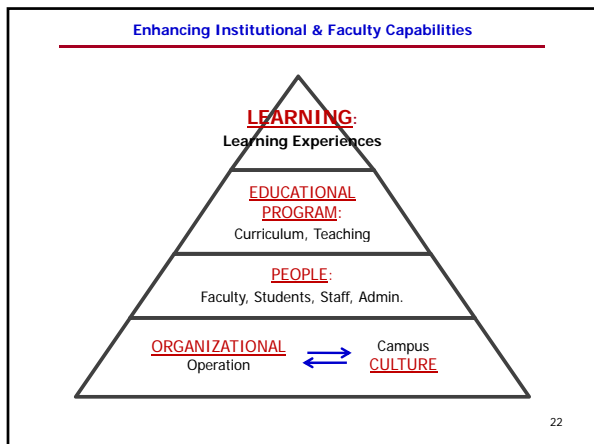 Enhancing Institutional & Faculty Capabilities
LEARNING:
Learning Experiences
EDUCATIONAL
PROGRAM:
Curriculum, Teaching
PEOPLE:
Faculty, Students, Staff, Admin.
ORGANIZATIONAL
Operation
Campus
CULTURE
22